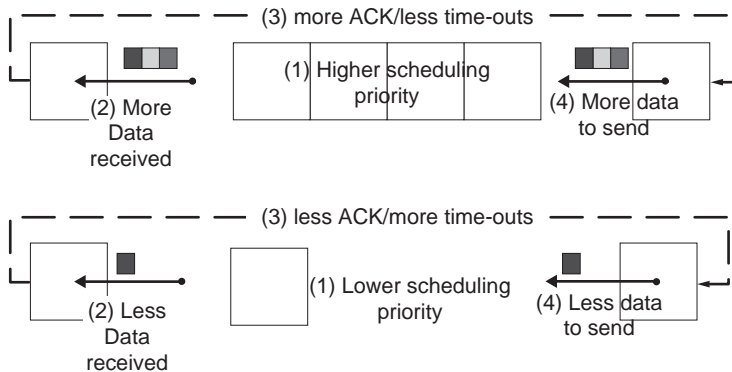 (3) more ACK/less time-outs
(1) Higher scheduling
priority
(2) More
Data
received
(4) More data
to send
(3) less ACK/more time-outs
(1) Lower scheduling
priority
(2) Less
Data
received
(4) Less data
to send